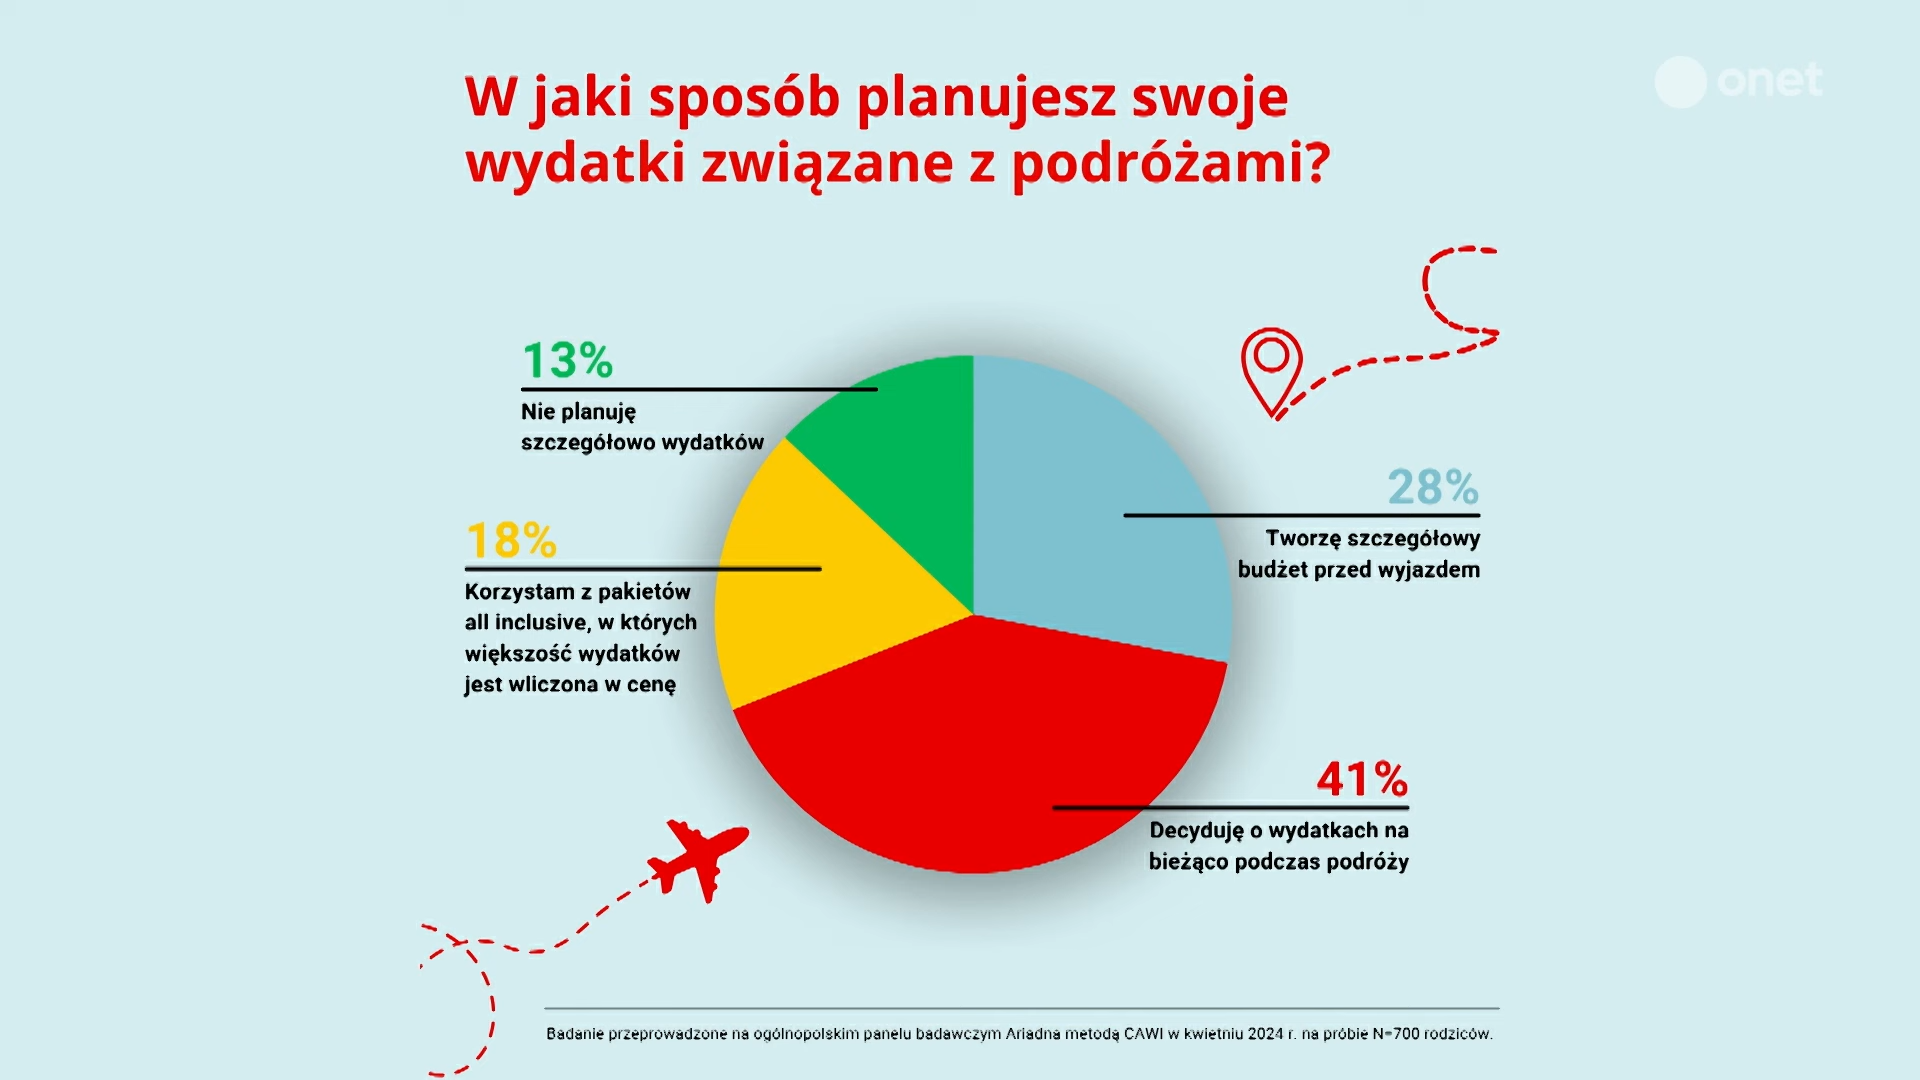 W jaki sposób planujesz swoje
wydatki związane z podróżami?
onet
13%
Nie planuję
szczegółowo wydatków
28%
Tworzę szczegółowy
budżet przed wyjazdem
18%
Korzystam z pakietów
all inclusive, w których
większość wydatków
jest wliczona w cenę
41%
Decyduję o wydatkach na
bieżąco podczas podróży
Badanie przeprowadzone na ogólnopolskim panelu badawczym Ariadna metodą CAWI w kwietniu 2024 r. na próbie N=700 rodziców.